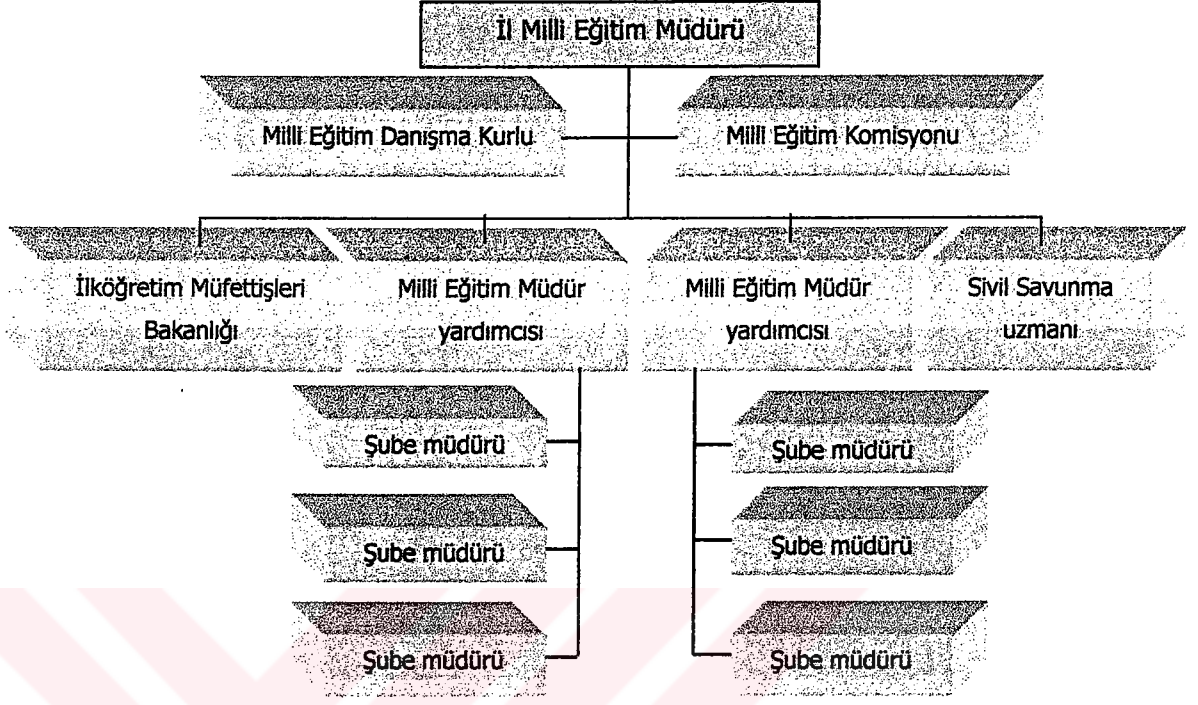 İl Milli Eğitim Müdürü
Milli Eğitim Danışma Kurlu
Milli Eğitim Komisyonu
İlköğretim Müfettişleri
Bakanlığı
Milli Eğitim Müdür
yardımcısı
Milli Eğitim Müdür
yardımcısı
Sivil Savunma
uzmanı
Şube müdürü
Şube müdürü
Şube müdürü
Şube müdürü
Şube müdürü
Şube müdürü